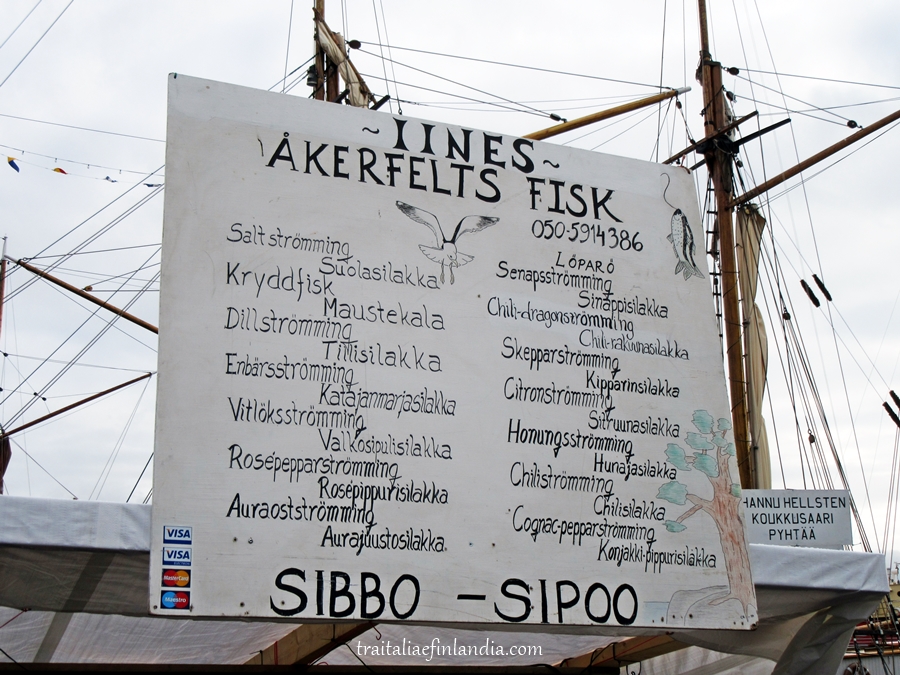 ~ IINES ~
ÅKERFELTS FISK
050-5914386
LÖPARÖ
Saltströmming
Suolasilakka
Kryddfisk
Maustekala
Dillströmming
Tillisilakka
Enbärsströmming
Katajanmarjasilakka
Vitlöksströmming
Valkosipulisilakka
Rosépepparströmming
Rosépippurisilakka
Auraostströmming
Aurajuustosilakka
Senapsströmming
Sinappisilakka
Chili-dragonströmming
Chili-rakuunasilakka
Skepparströmming
Kipparinsilakka
Citronströmming
Sitruunasilakka
Honungsströmming
Hunajasilakka
Chiliströmming
Chilisilakka
Cognac-pepparströmming
Konjakki-pippurisilakka
VISA
VISA
MasterCard
Maestro
SIBBO - SIPOO
HANNU HELLSTEN
KOUKKUSAARI
PYHTÄÄ
traitaliaefinlandia.com